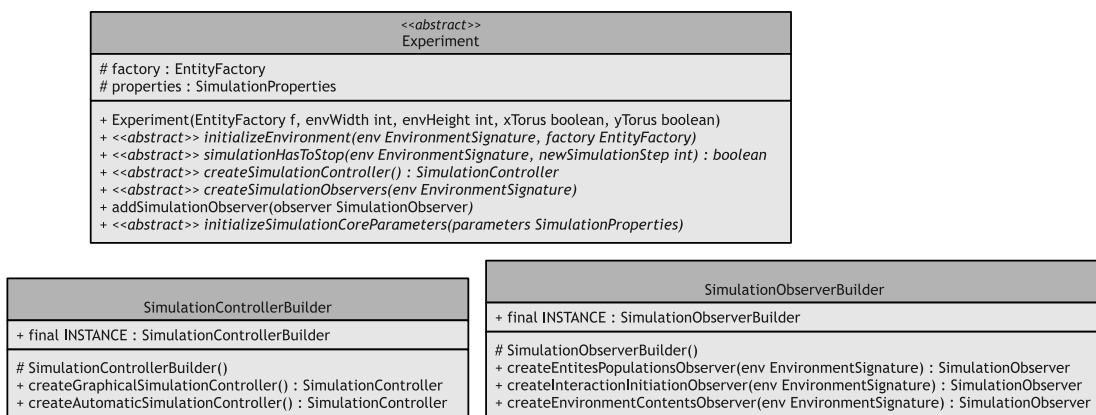 <<abstract>>
Experiment
# factory : EntityFactory
# properties : SimulationProperties
+ Experiment(EntityFactory f, envWidth int, envHeight int, xTorus boolean, yTorus boolean)
+ <<abstract>> initializeEnvironment(env EnvironmentSignature, factory EntityFactory)
+ <<abstract>> simulationHasToStop(env EnvironmentSignature, newSimulationStep int) : boolean
+ <<abstract>> createSimulationController() : SimulationController
+ <<abstract>> createSimulationObservers(env EnvironmentSignature)
+ addSimulationObserver(observer SimulationObserver)
+ <<abstract>> initializeSimulationCoreParameters(parameters SimulationProperties)
SimulationControllerBuilder
+ final INSTANCE : SimulationControllerBuilder
# SimulationControllerBuilder()
+ createGraphicalSimulationController() : SimulationController
+ createAutomaticSimulationController() : SimulationController
SimulationObserverBuilder
+ final INSTANCE : SimulationObserverBuilder
# SimulationObserverBuilder()
+ createEntitesPopulationsObserver(env EnvironmentSignature) : SimulationObserver
+ createInteractionInitiationObserver(env EnvironmentSignature) : SimulationObserver
+ createEnvironmentContentsObserver(env EnvironmentSignature) : SimulationObserver